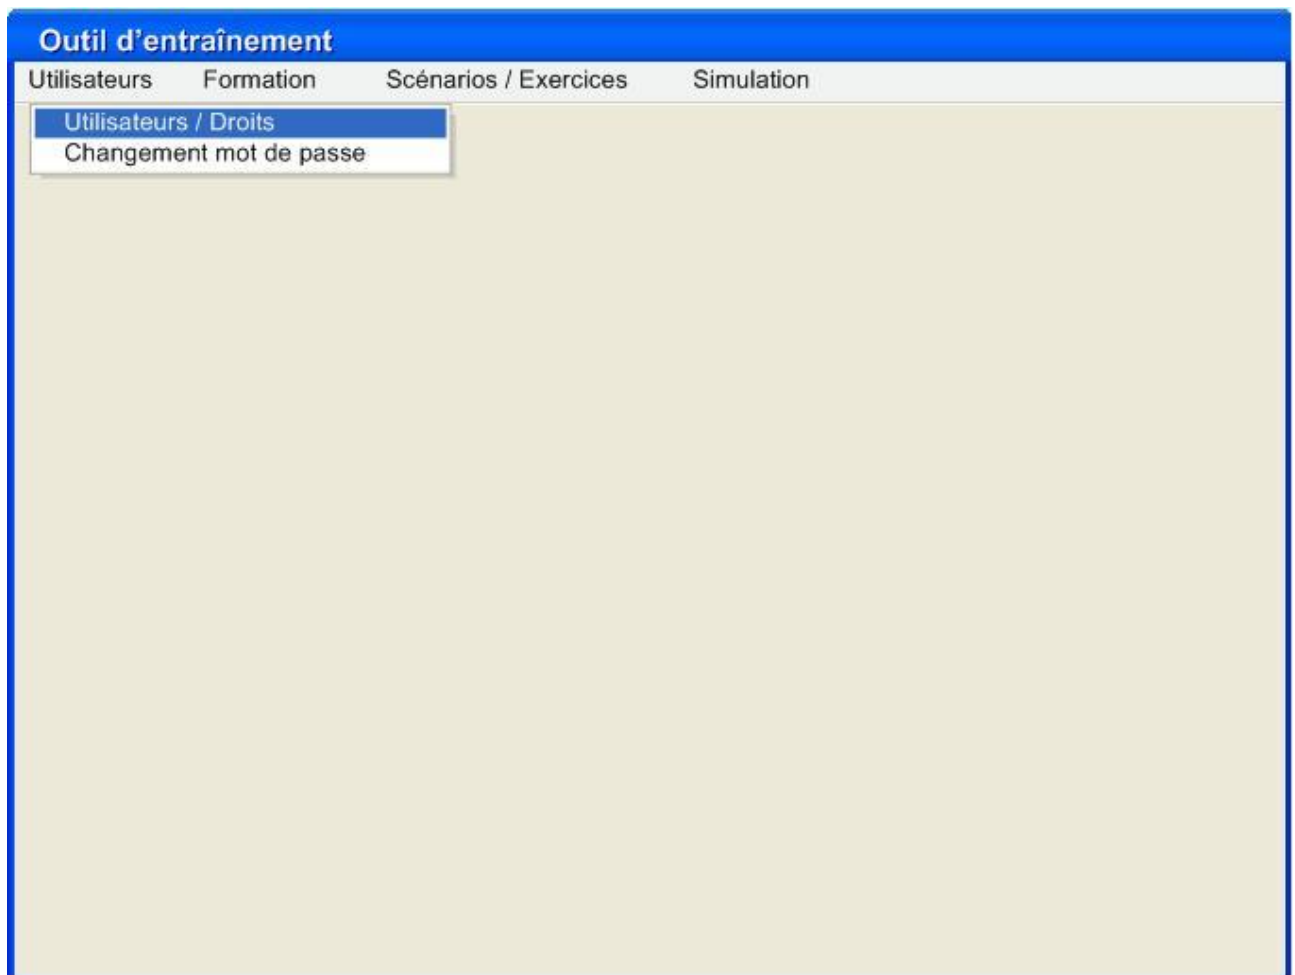 Outil d’entraînement
Utilisateurs Formation Scénarios / Exercices Simulation
Utilisateurs / Droits
Changement mot de passe